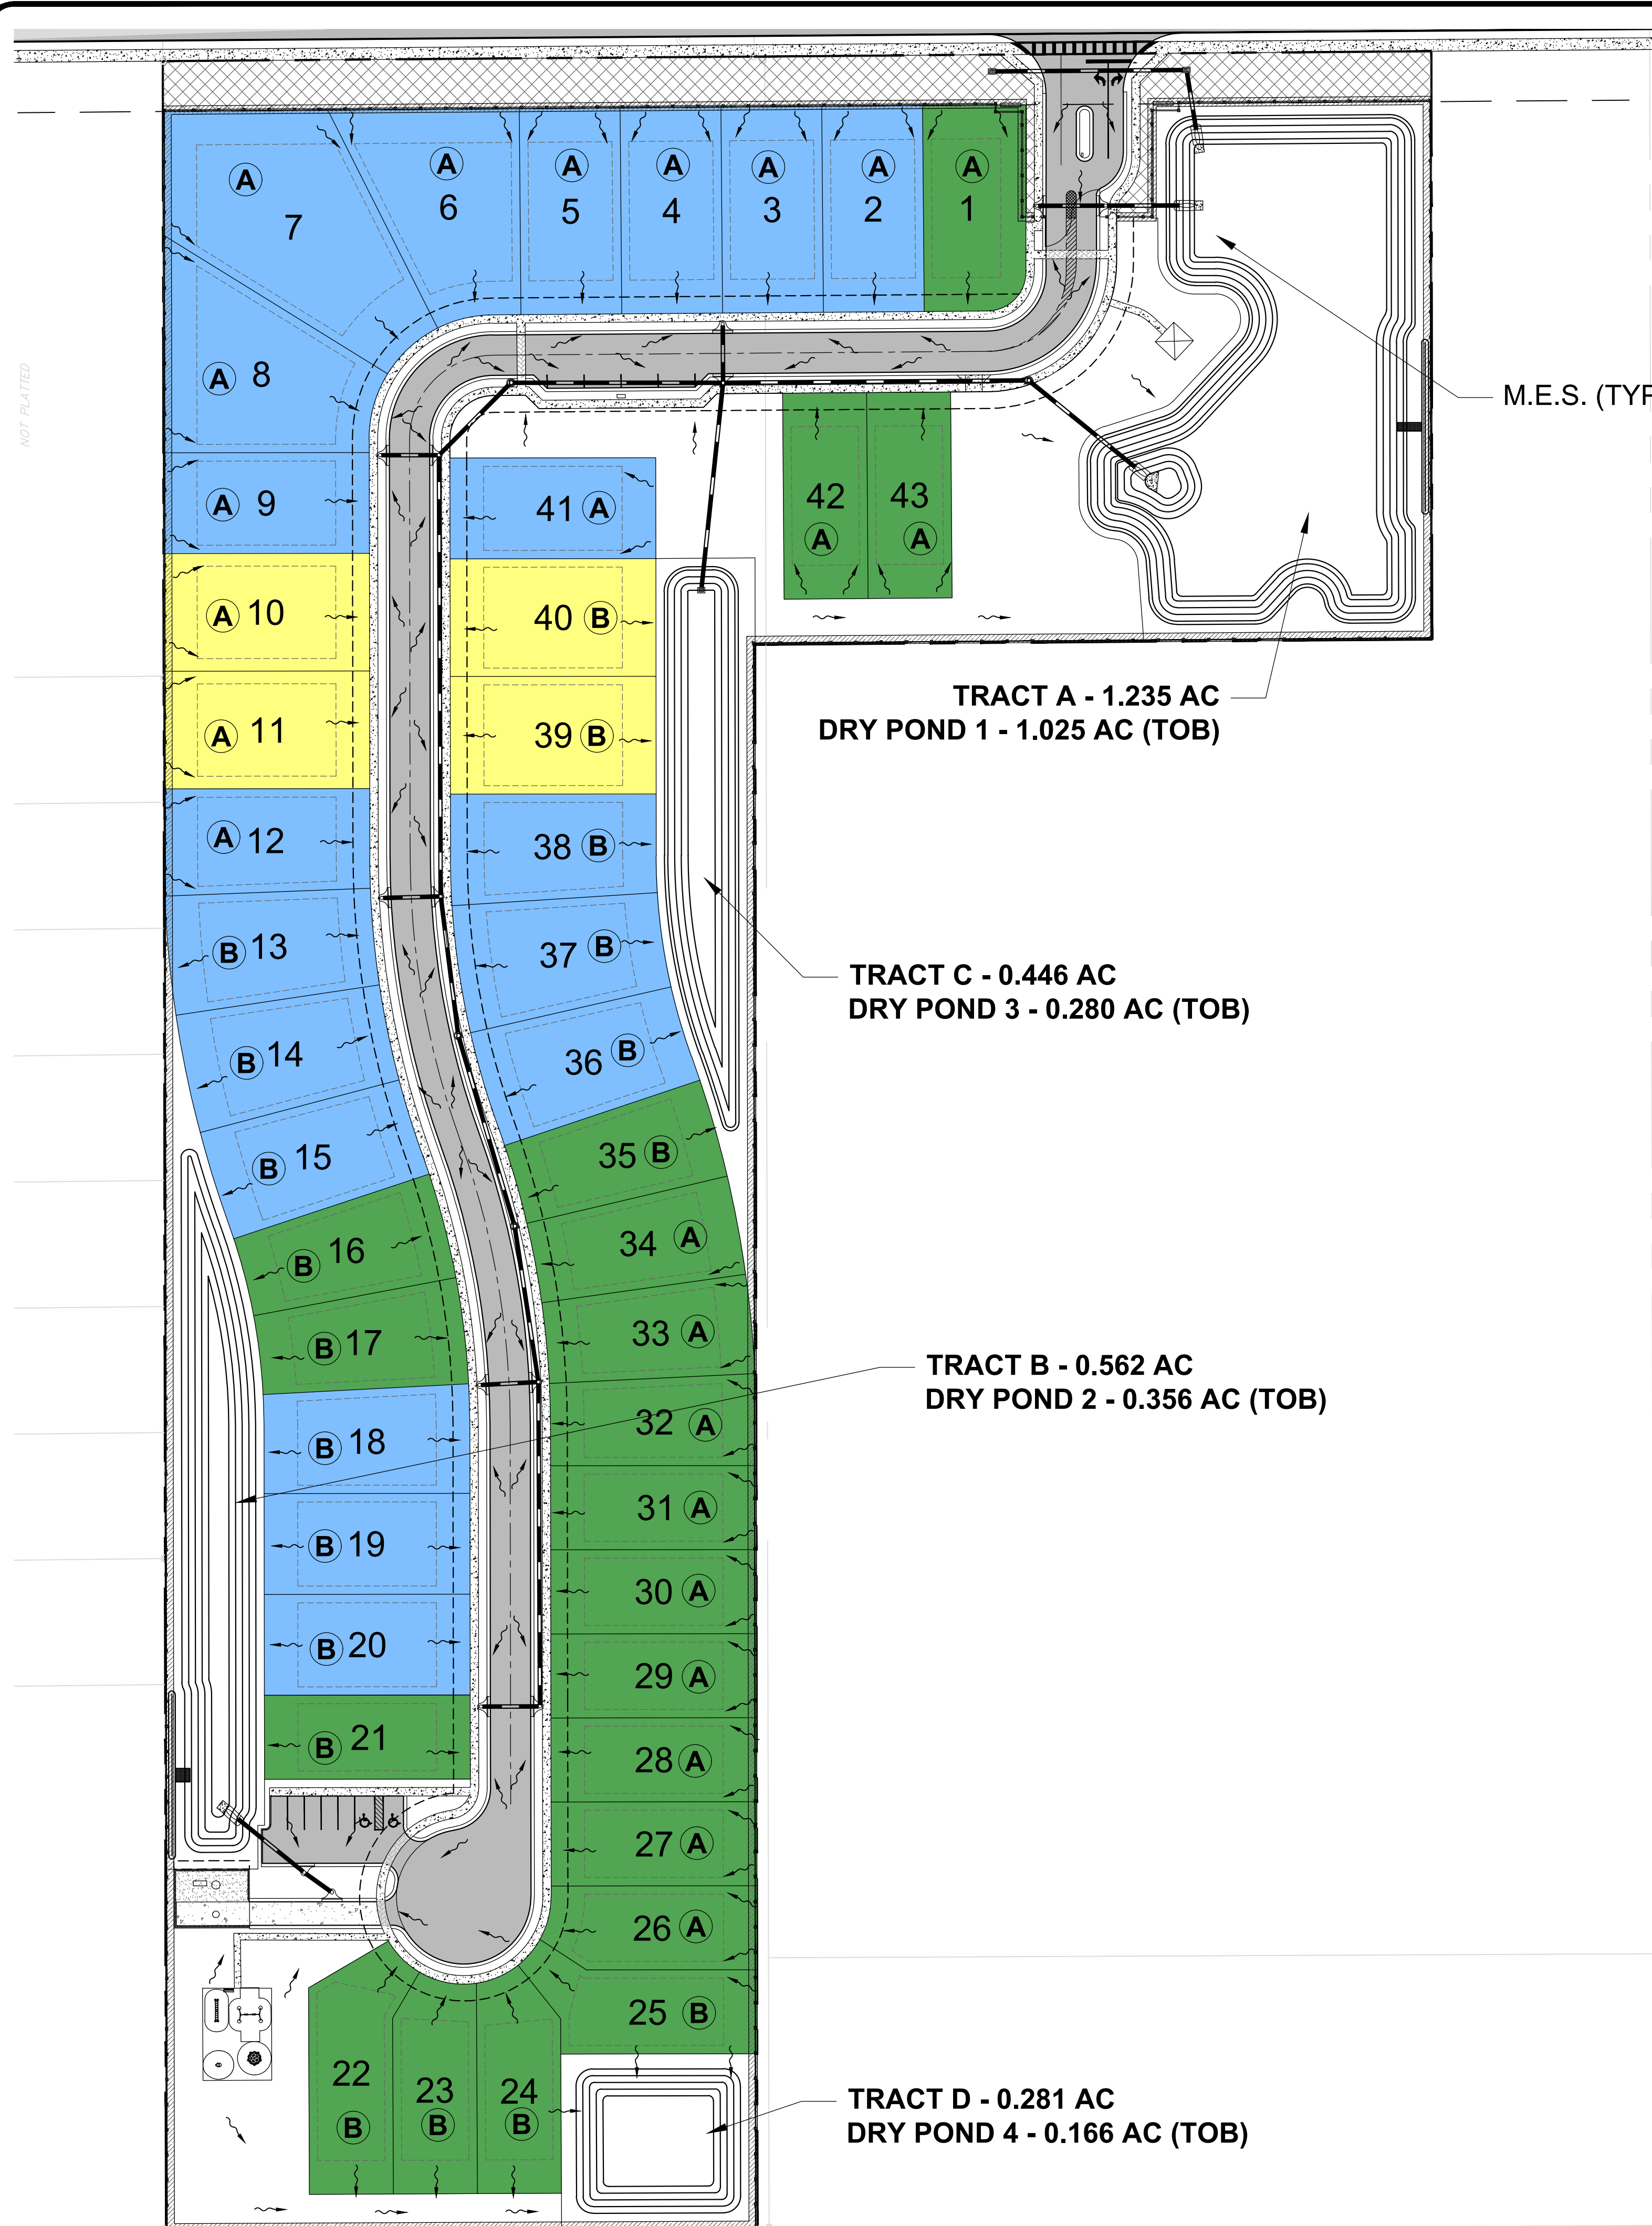 A
A
A
A
A
A
A
7
6
5
4
3
2
1
A 8
NOT PLATTED
M.E.S. (TYP
A 9
41 A
42
43
A
A
A 10
40 B
A 11
39 B
TRACT A - 1.235 AC
DRY POND 1 - 1.025 AC (TOB)
A 12
38 B
B 13
37 B
TRACT C - 0.446 AC
DRY POND 3 - 0.280 AC (TOB)
B 14
36 B
B 15
35 B
B 16
34 A
B 17
33 A
TRACT B - 0.562 AC
DRY POND 2 - 0.356 AC (TOB)
B 18
32 A
31 A
B 19
30 A
B 20
29 A
B 21
28 A
27 A
26 A
25 B
22
23
24
B
B
B
TRACT D - 0.281 AC
DRY POND 4 - 0.166 AC (TOB)